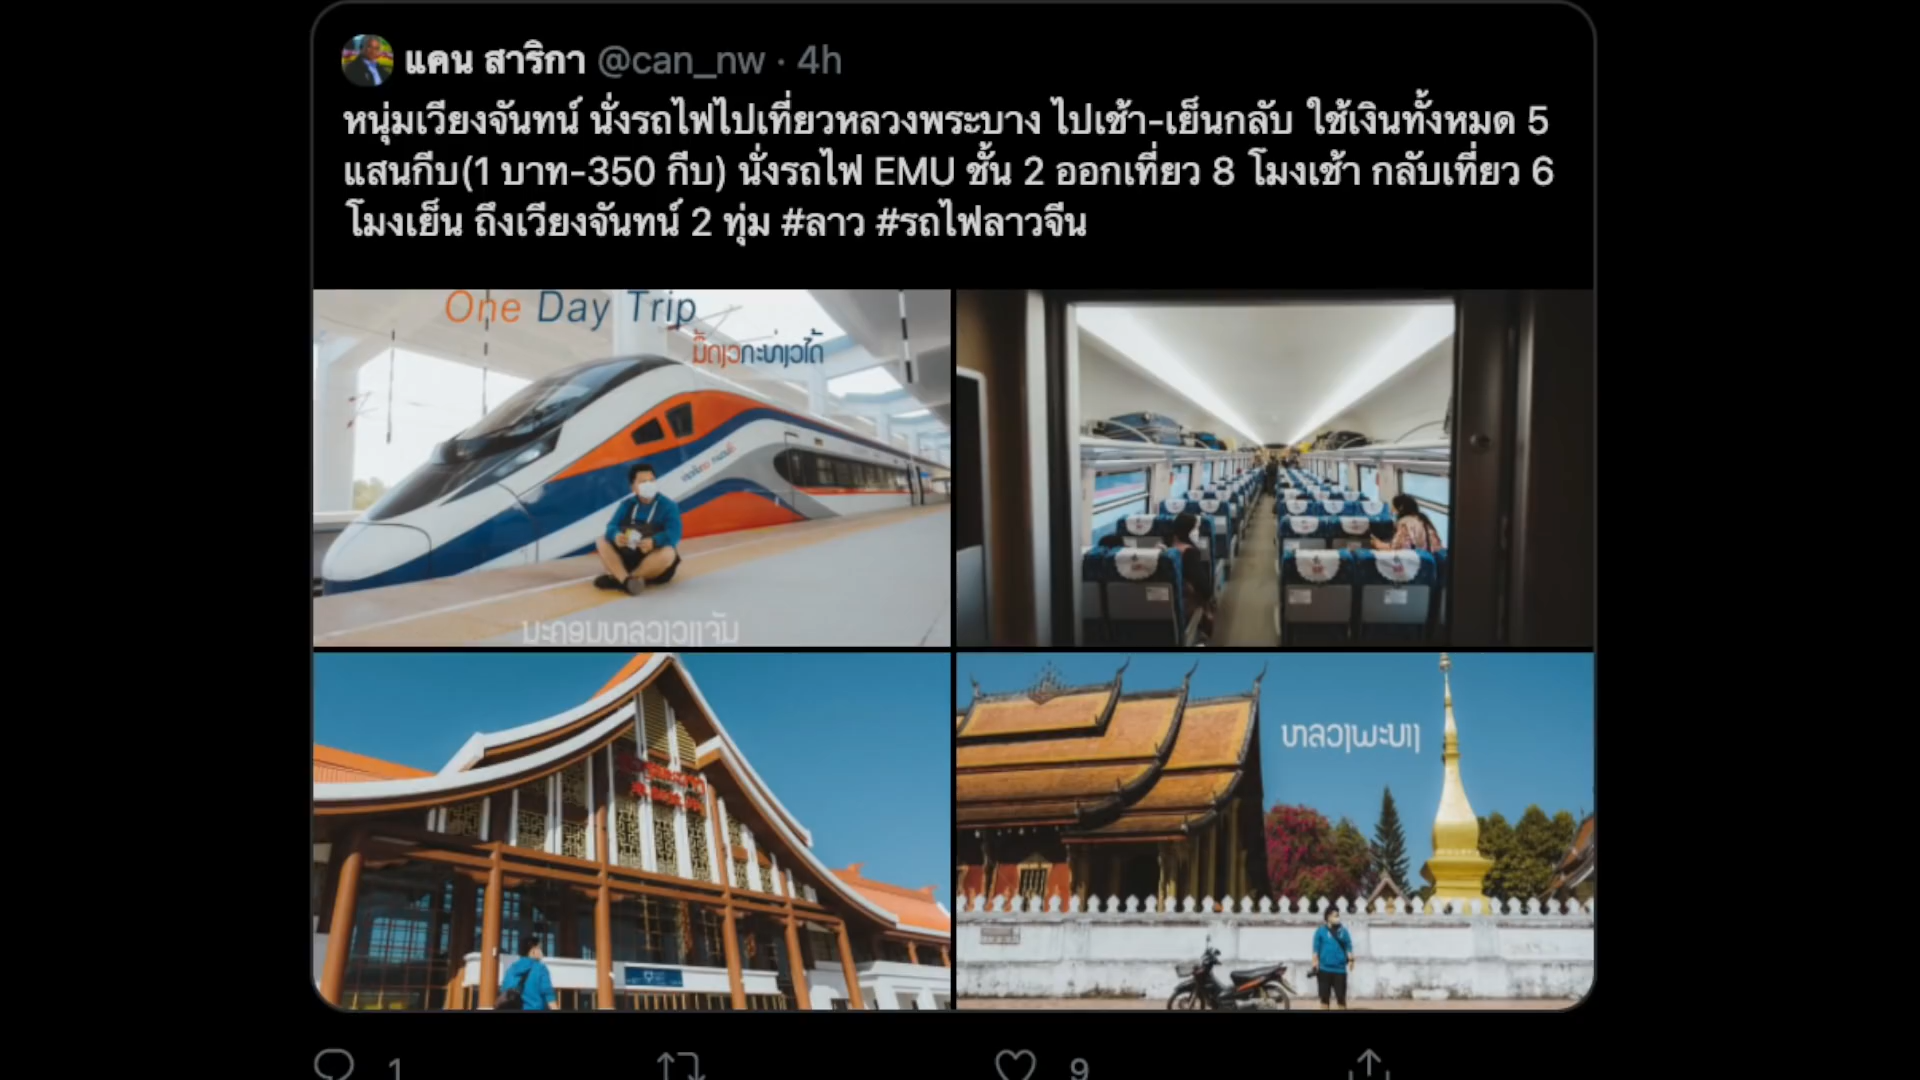 แคน สาริกา @can_nw · 4h
หนุ่มเวียงจันทน์ นั่งรถไฟไปเที่ยวหลวงพระบาง ไปเช้า-เย็นกลับ ใช้เงินทั้งหมด 5
แสนกีบ(1 บาท-350 กีบ) นั่งรถไฟ EMU ชั้น 2 ออกเที่ยว 8 โมงเช้า กลับเที่ยว 6
โมงเย็น ถึงเวียงจันทน์ 2 ทุ่ม #ลาว #รถไฟลาวจีน
One Day Trip
ມື້ດຽວກະທ່ຽວໄດ້
ນະຄອນຫລວງວຽງຈັນ
ຫລວງພະບາງ
1
9